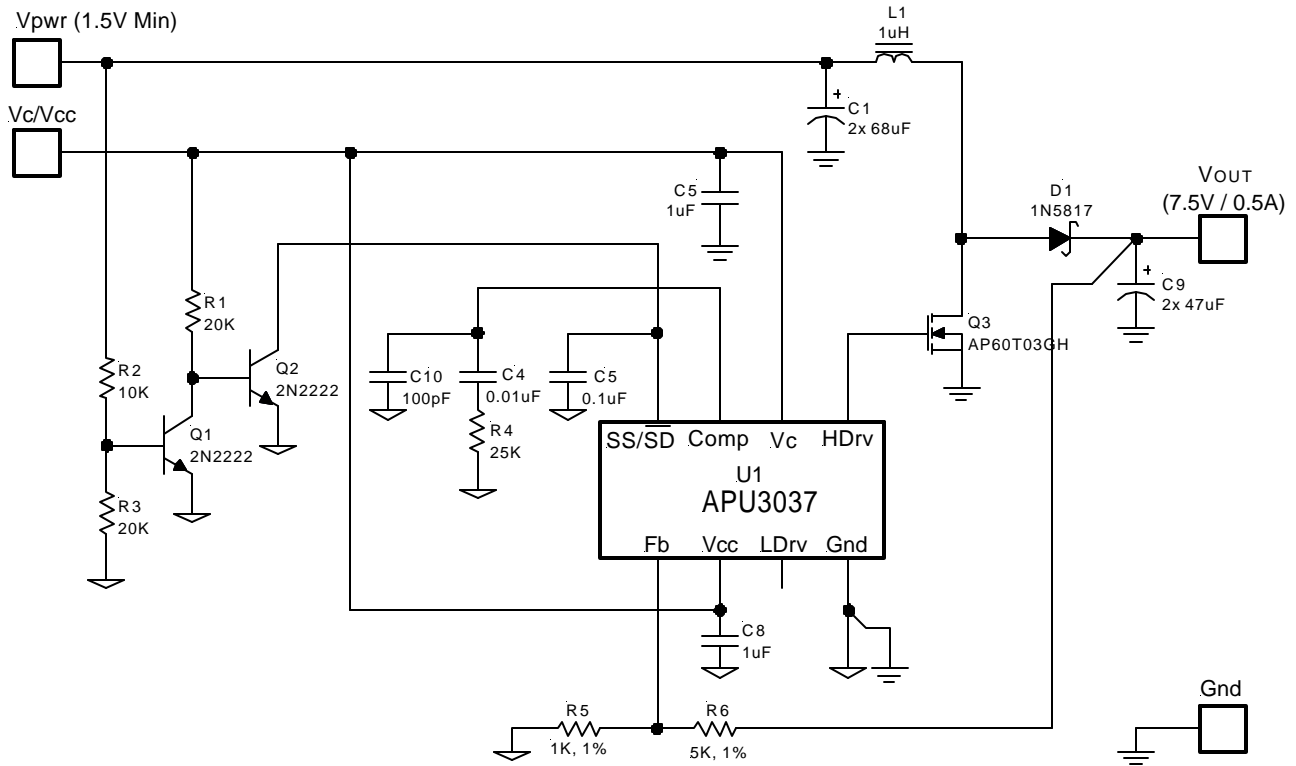 Vpwr (1.5V Min)
Vc/Vcc
L1
1uH
+
C1
2x 68uF
C5
1uF
D1
1N5817
VOUT
(7.5V / 0.5A)
+
C9
2x 47uF
R1
20K
R2
10K
Q2
2N2222
Q1
2N2222
R3
20K
C10
100pF
C4
0.01uF
C5
0.1uF
R4
25K
Q3
AP60T03GH
SS/SD
Comp
Vc
HDrv
U1
APU3037
Fb
Vcc
LDrv
Gnd
C8
1uF
R5
1K, 1%
R6
5K, 1%
Gnd